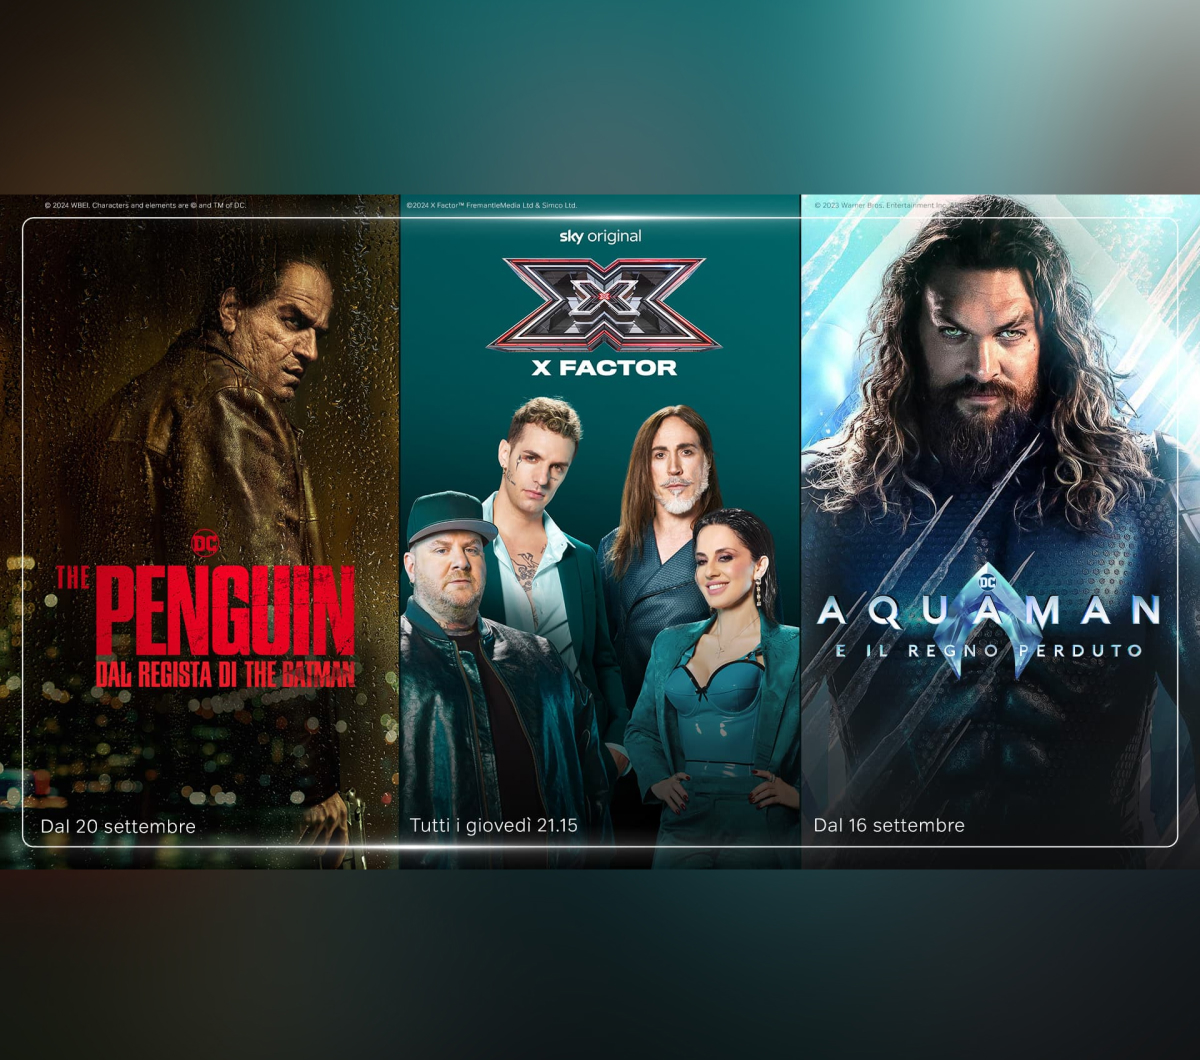 © 2024 WBEI. Characters and elements are © and TM of DC.
DC
THE PENGUIN
DAL REGISTA DI THE BATMAN
Dal 20 settembre
©2024 X Factor™ FremantleMedia Ltd & Simco Ltd.
sky original
X
X FACTOR
Tutti i giovedì 21.15
© 2023 Warner Bros. Entertainment Inc.
DC
AQUAMAN
E IL REGNO PERDUTO
Dal 16 settembre